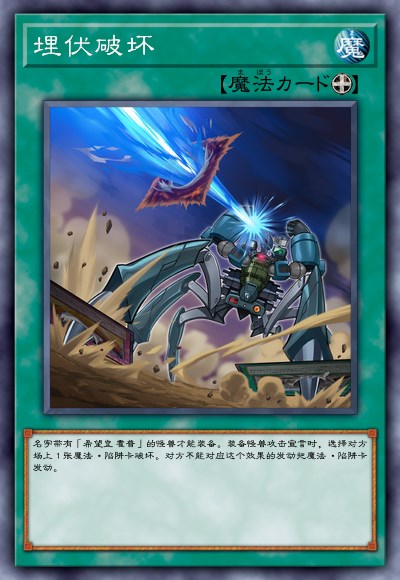 埋伏破坏
魔
【魔法カード】
まほう
名字带有「希望皇 霍普」的怪兽才能装备。装备怪兽攻击宣言时，选择对方
场上1张魔法·陷阱卡破坏。对方不能对应这个效果的发动把魔法·陷阱卡
发动。